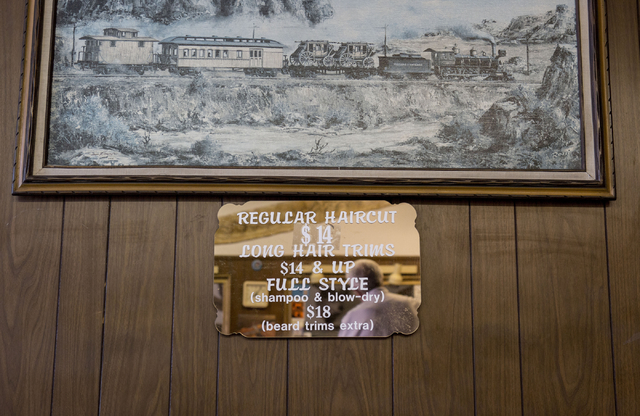 REGULAR HAIRCUT
$14
LONG HAIR TRIMS
$14 & UP
FULL STYLE
(shampoo & blow-dry)
$18
(beard trims extra)